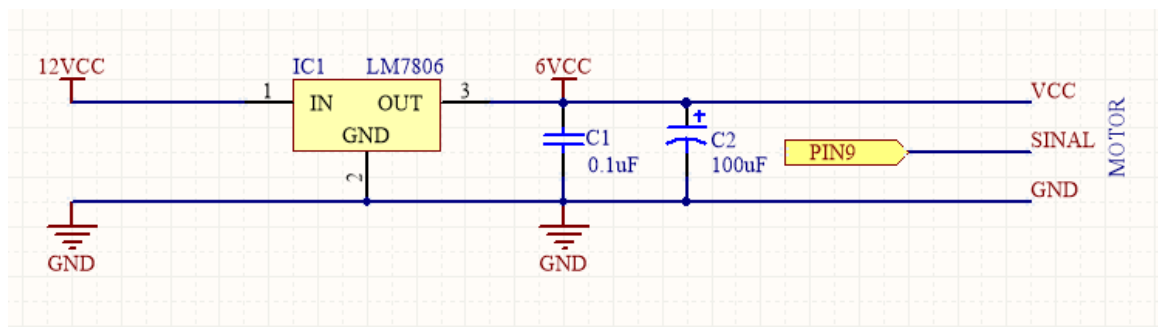 12VCC
IC1
LM7806
1
IN
OUT
3
GND
2
6VCC
C1
0.1uF
+
C2
100uF
PIN9
VCC
SINAL
GND
MOTOR
GND
GND